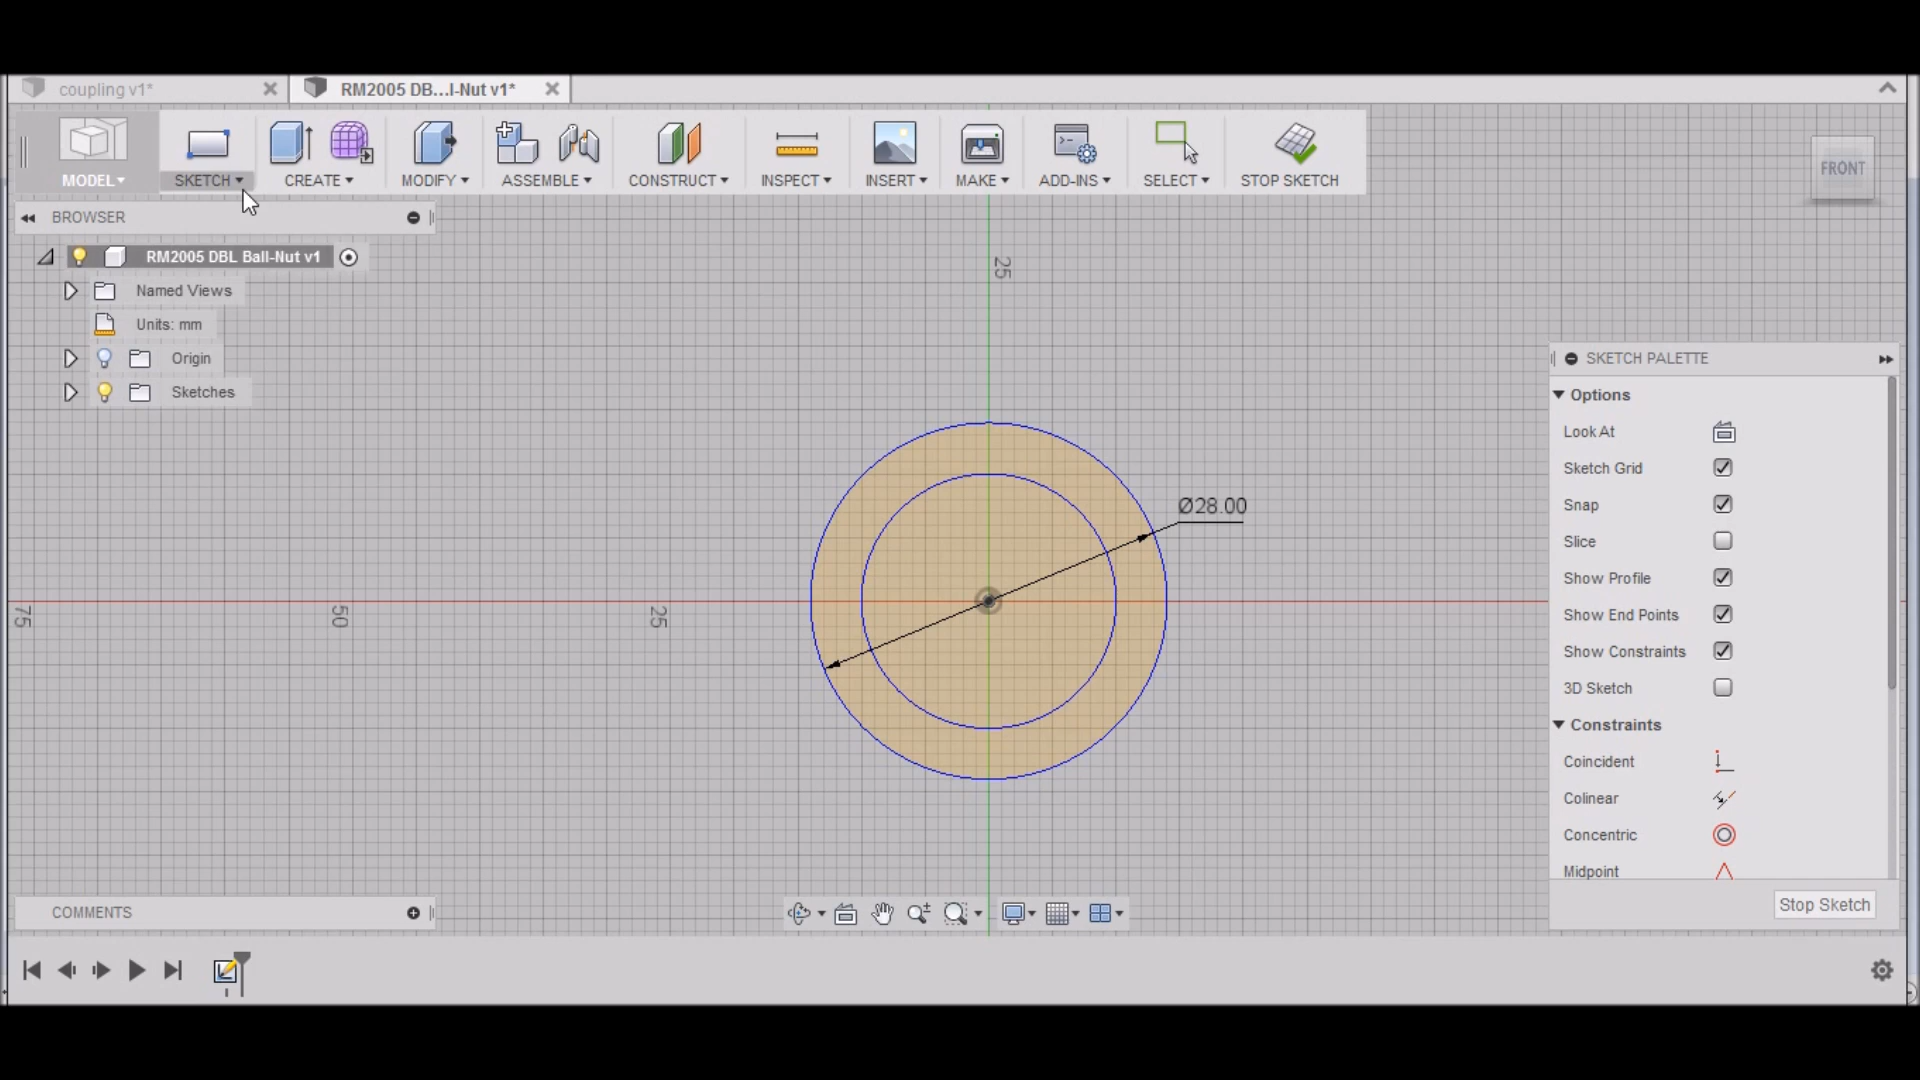 coupling v1*
RM2005 DB...l-Nut v1*
MODEL
SKETCH
CREATE
MODIFY
ASSEMBLE
CONSTRUCT
INSPECT
INSERT
MAKE
ADD-INS
SELECT
STOP SKETCH
FRONT
BROWSER
RM2005 DBL Ball-Nut v1
Named Views
Units: mm
Origin
Sketches
25
75
50
25
Ø28.00
SKETCH PALETTE
Options
Look At
Sketch Grid
Snap
Slice
Show Profile
Show End Points
Show Constraints
3D Sketch
Constraints
Coincident
Colinear
Concentric
Midpoint
Stop Sketch
COMMENTS